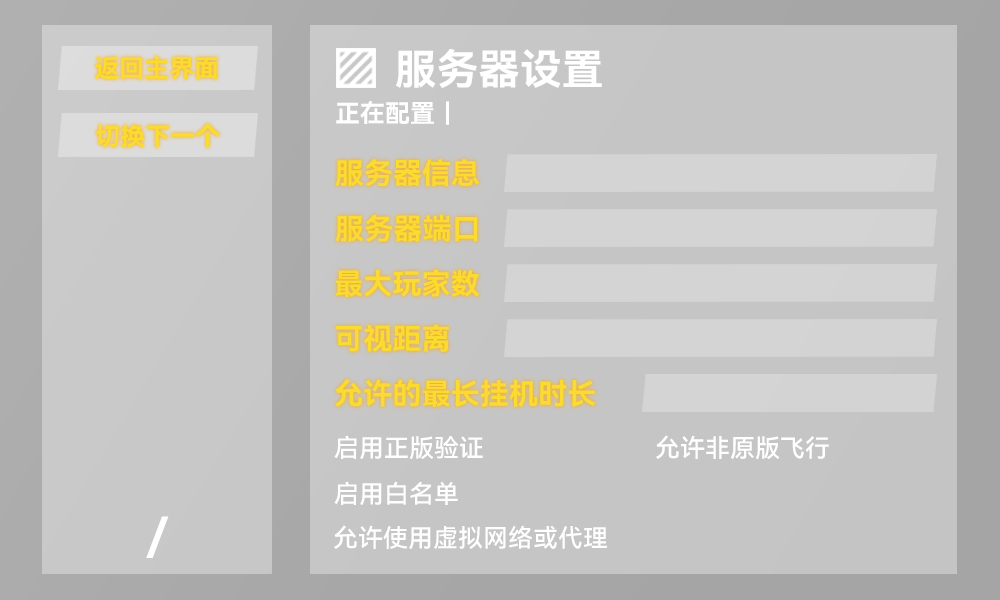 返回主界面
切换下一个
/
服务器设置
正在配置 |
服务器信息
服务器端口
最大玩家数
可视距离
允许的最长挂机时长
启用正版验证
允许非原版飞行
启用白名单
允许使用虚拟网络或代理